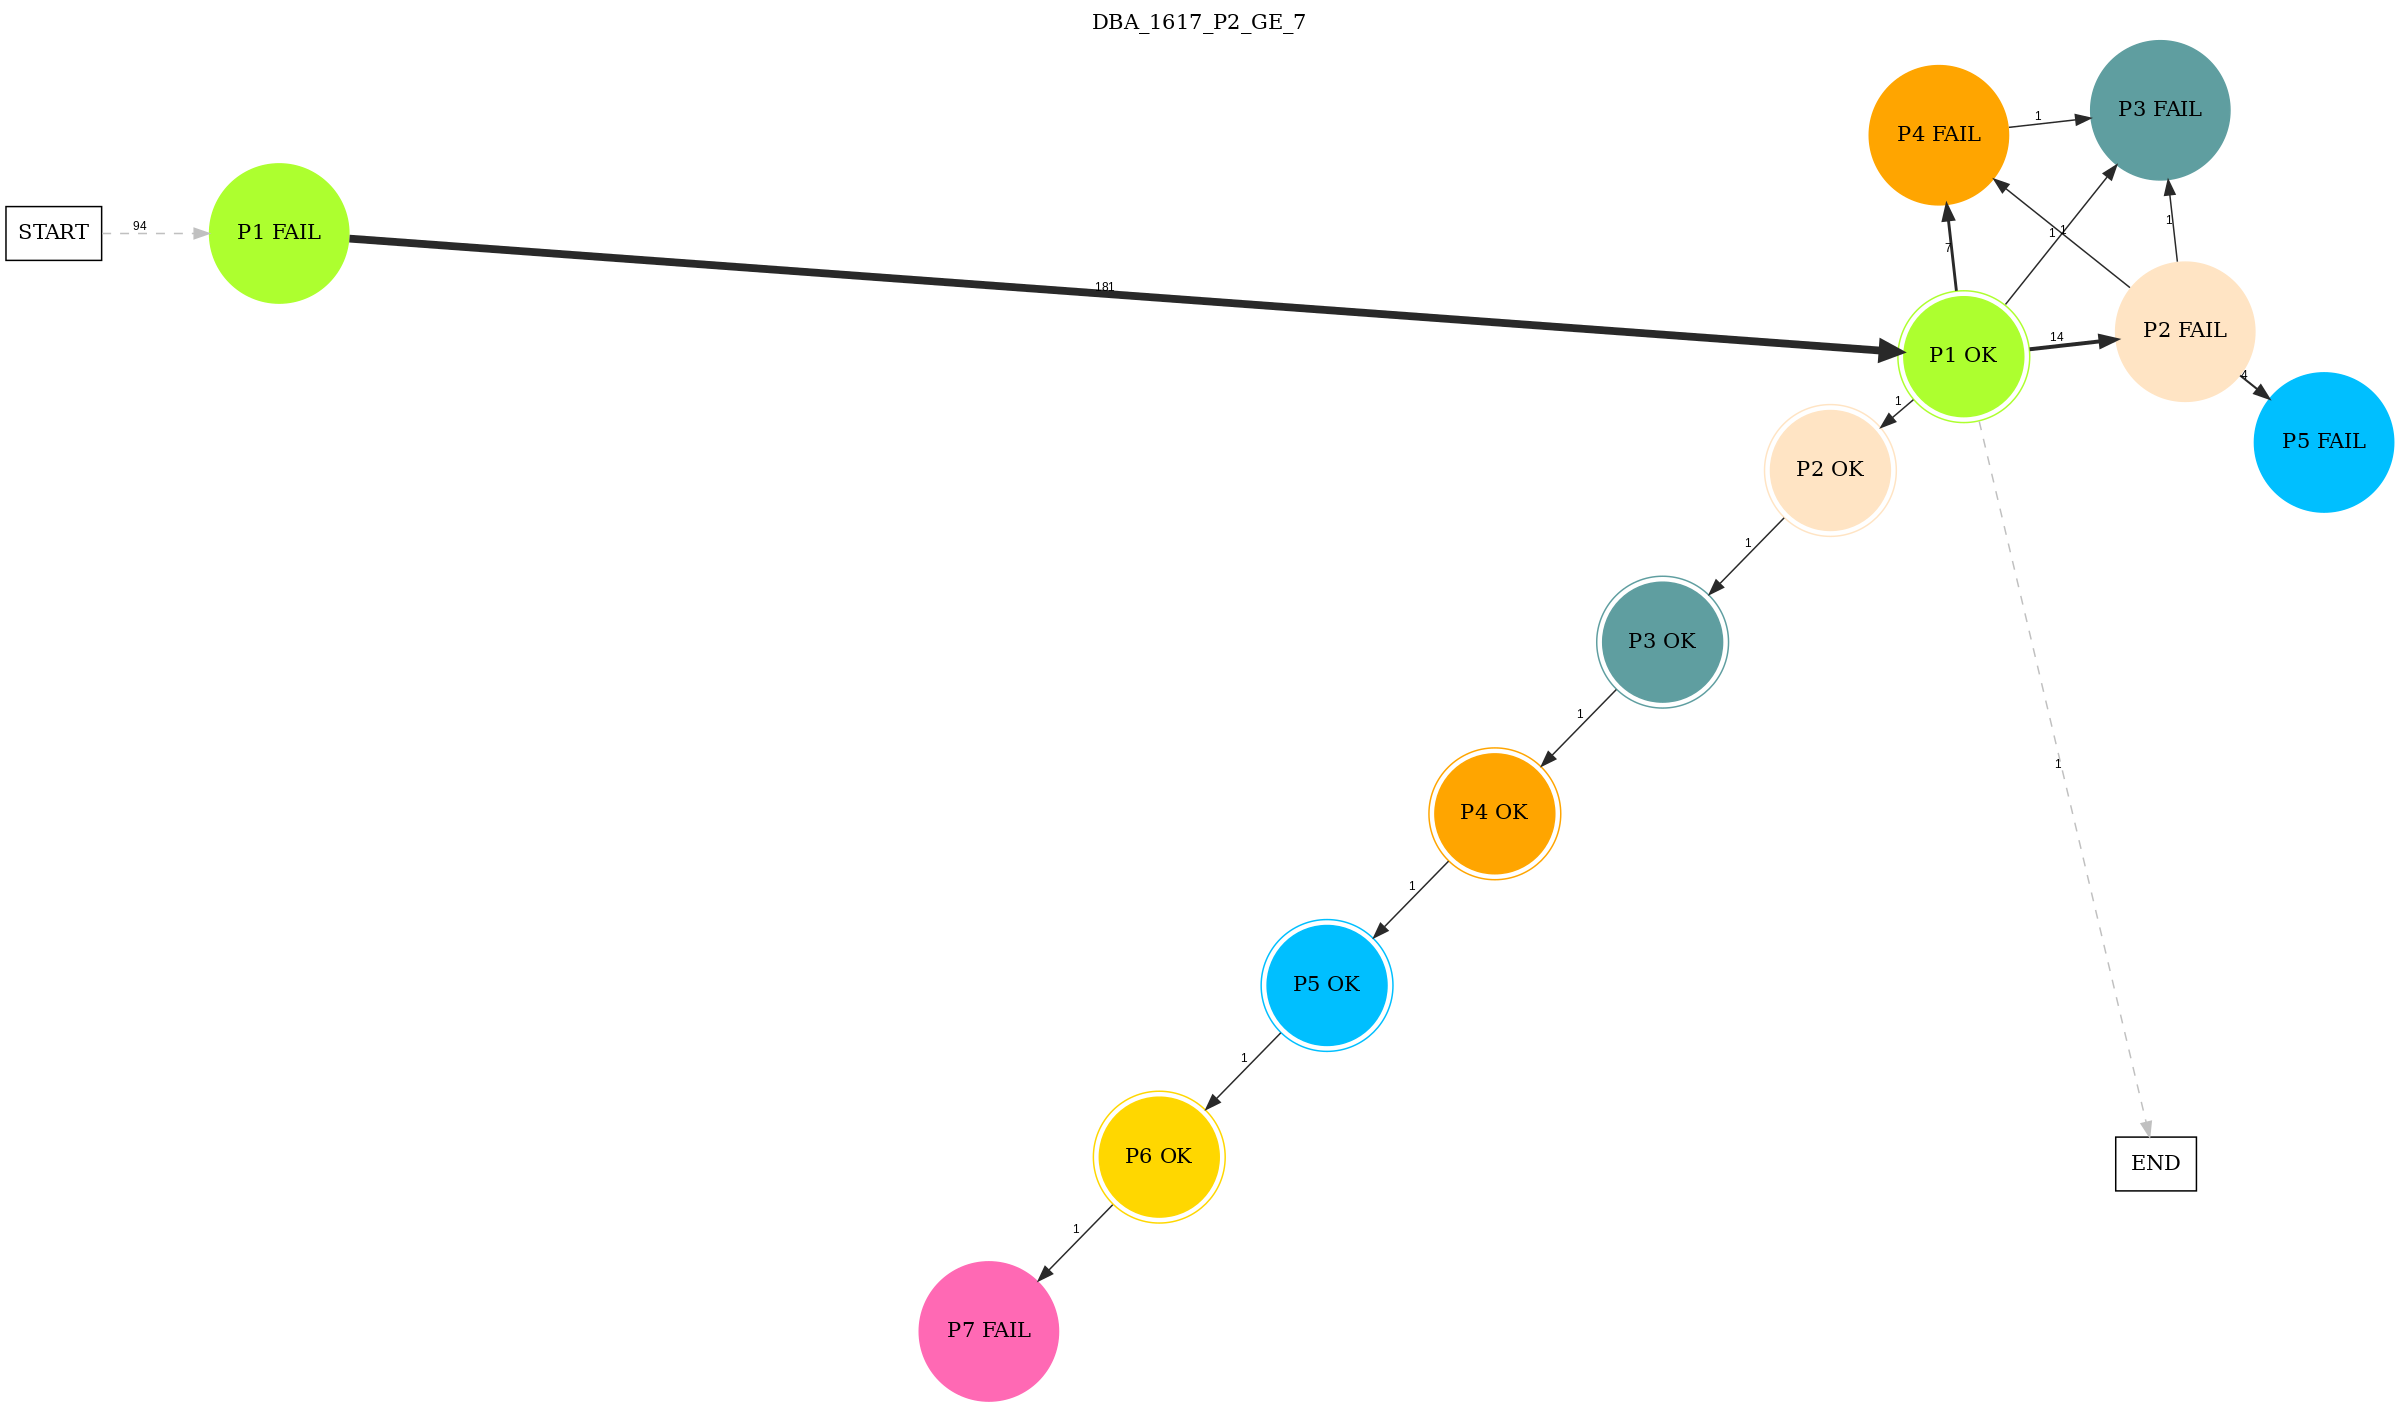 DBA_1617_P2_GE_7
P3 FAIL
P4 FAIL
1
START
94
P1 FAIL
1
1
1
7
181
14
P2 FAIL
P1 OK
4
1
P5 FAIL
P2 OK
1
P3 OK
1
1
P4 OK
1
P5 OK
1
P6 OK
END
1
P7 FAIL